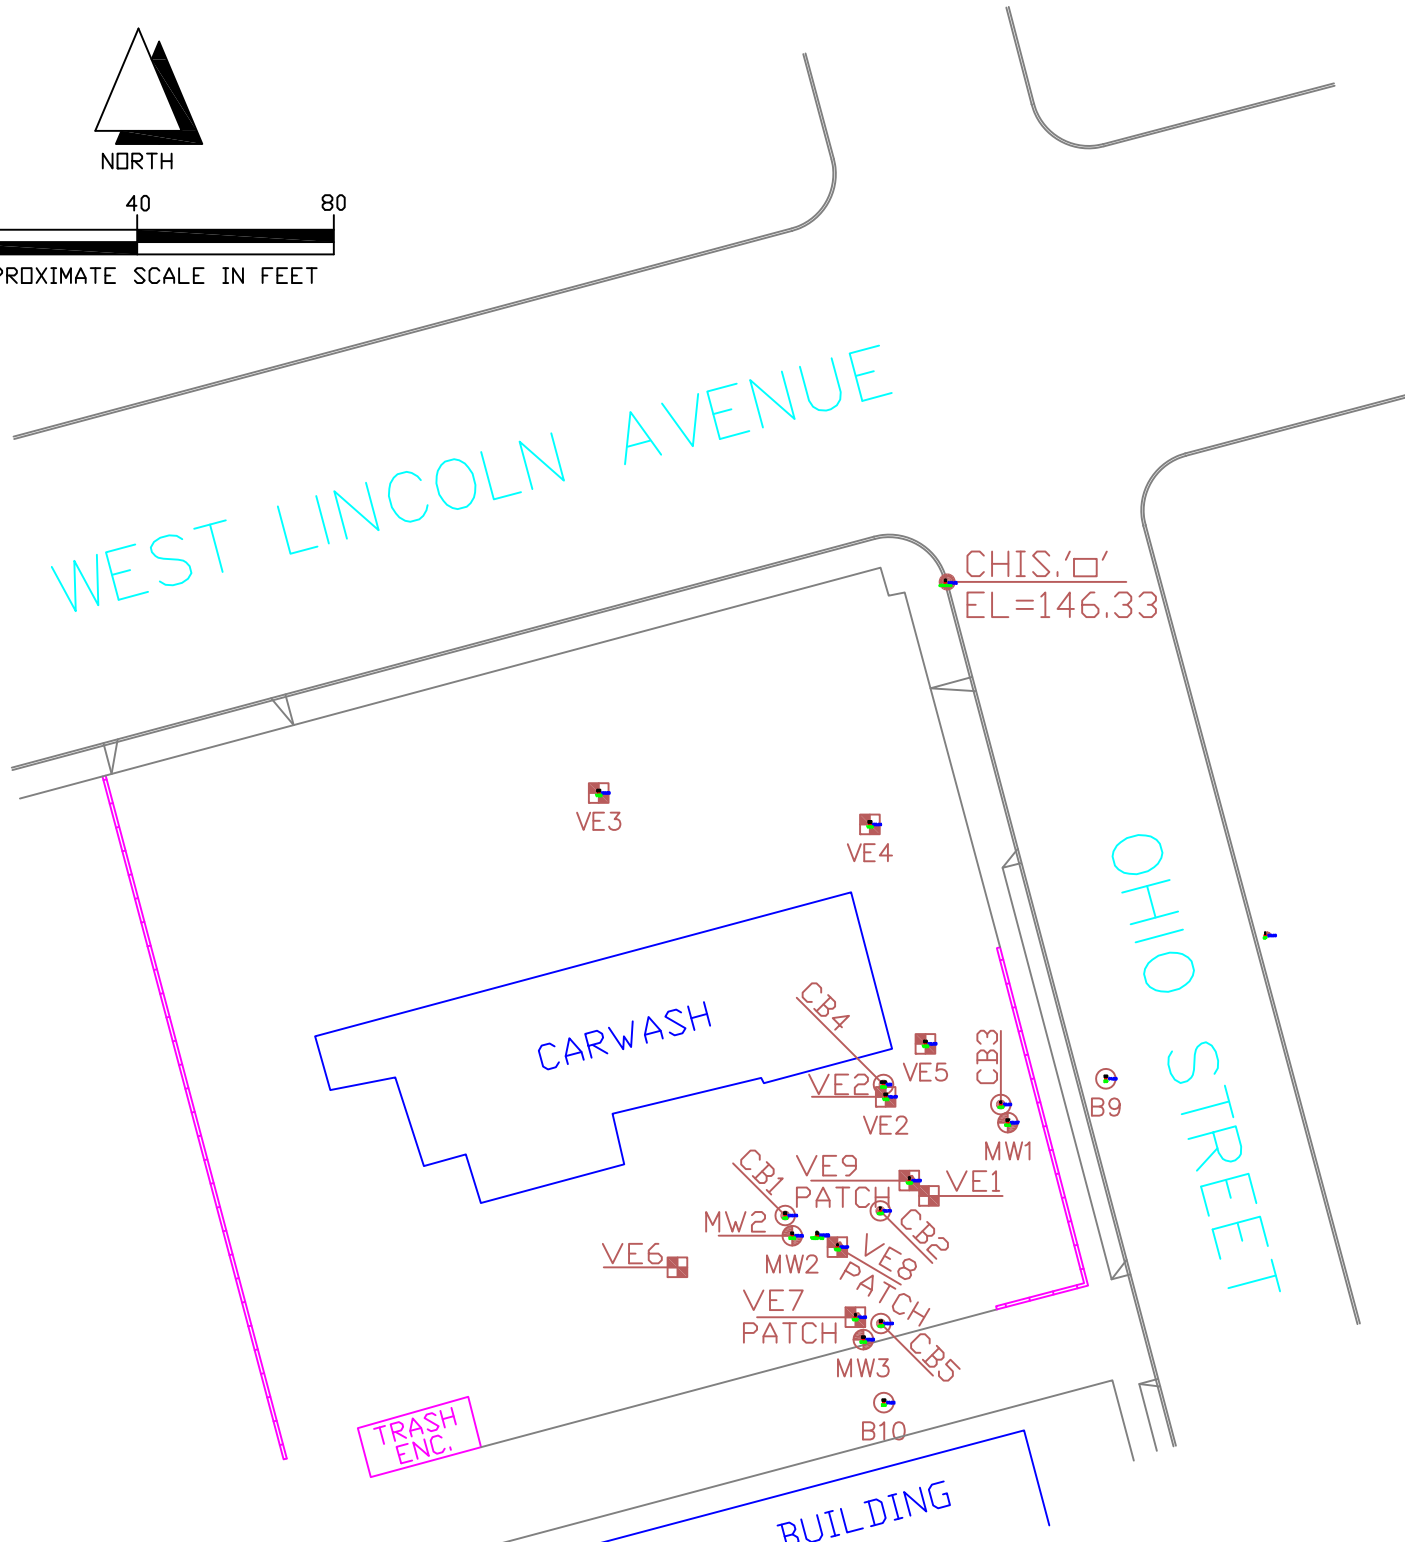 NORTH
40 80
PROXIMATE SCALE IN FEET
WEST LINCOLN AVENUE
CHIS.'□'
EL=146.33
VE3
VE4
OHIO STREET
CARWASH
CB4
VE5
CB3
VE2
VE2
B9
MW1
CB1
VE9
PATCH
VE1
MW2
CB2
MW2
VE6
VE8
PATCH
VE7
PATCH
MW3
CB5
B10
TRASH
ENC.
BUILDING